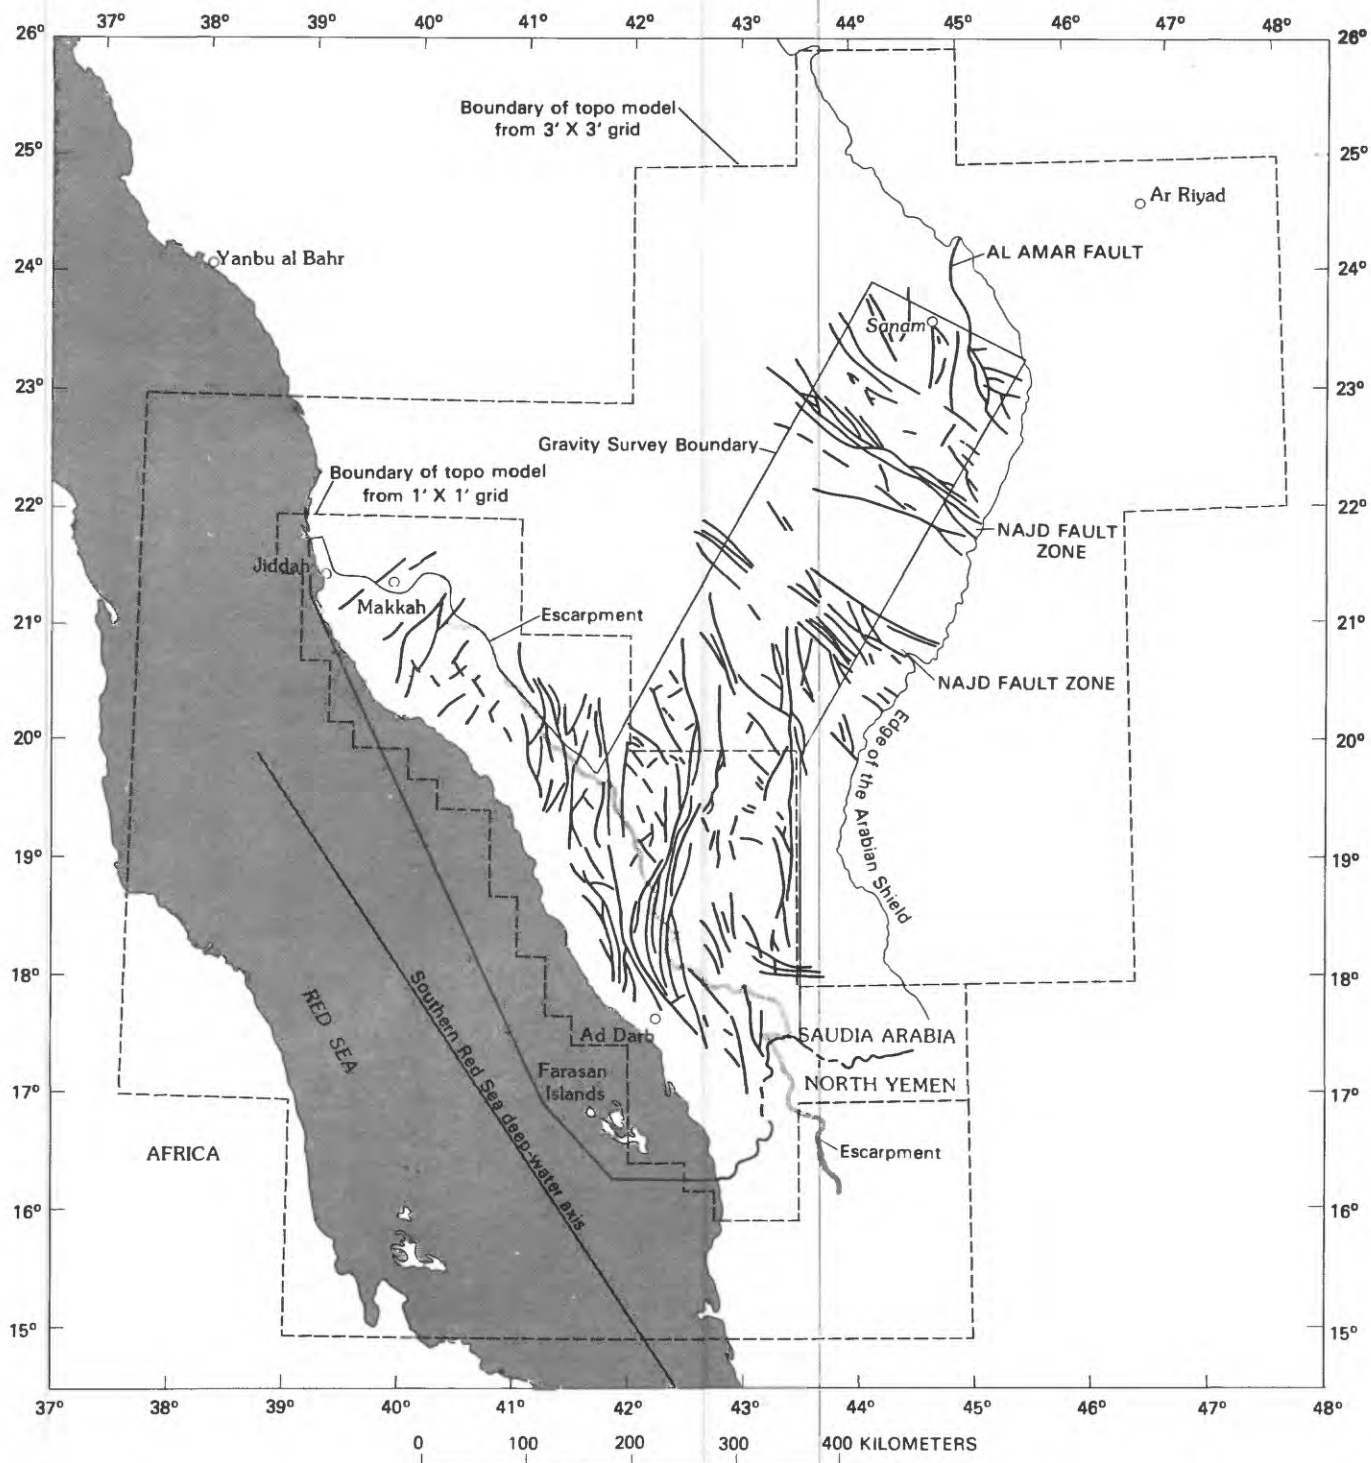 37° 38° 39° 40° 41° 42° 43° 44° 45° 46° 47° 48°
26° 26°
Boundary of topo model
from 3' X 3' grid
25° 25°
Ar Riyad
AL AMAR FAULT
Yanbu al Bahr
24° 24°
Sanam
23° 23°
Gravity Survey Boundary
Boundary of topo model
from 1' X 1' grid
22° 22°
NAJD FAULT
ZONE
Jiddah
Makkah
Escarpment
21° 21°
NAJD FAULT ZONE
20° 20°
Edge of the Arabian Shield
19° 19°
18° 18°
RED SEA
Southern Red Sea deep-water axis
Ad Darb
SAUDIA ARABIA
Farasan
Islands
NORTH YEMEN
17° 17°
AFRICA
Escarpment
16° 16°
15° 15°
37° 38° 39° 40° 41° 42° 43° 44° 45° 46° 47° 48°
0 100 200 300 400 KILOMETERS